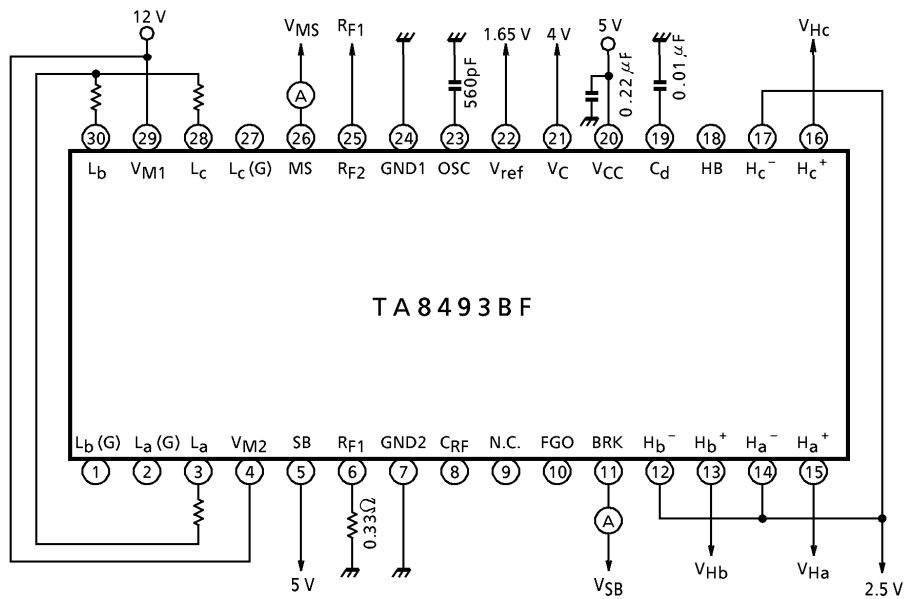 12 V
V_MS
R_F1
560pF
1.65 V
4 V
5 V
0.22 μF
0.01 μF
V_Hc
30 29 28 27 26 25 24 23 22 21 20 19 18 17 16
L_b V_M1 L_c L_c (G) MS R_F2 GND1 OSC V_ref V_C V_CC C_d HB H_c^- H_c^+
A
TA8493BF
L_b (G) L_a (G) L_a V_M2 SB R_F1 GND2 C_RF N.C. FGO BRK H_b^- H_b^+ H_a^- H_a^+
1 2 3 4 5 6 7 8 9 10 11 12 13 14 15
0.33Ω
A
5 V
V_SB
V_Hb
V_Ha
2.5 V